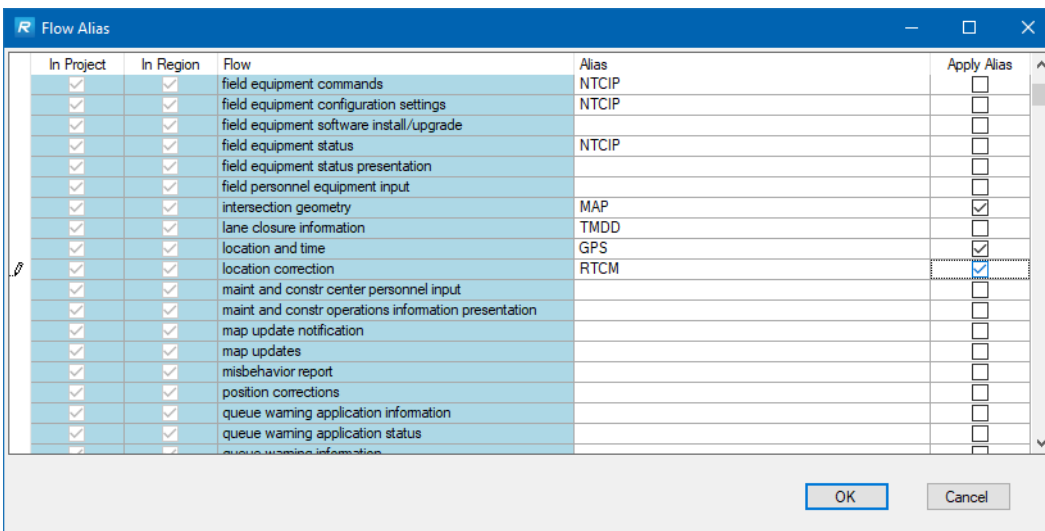 R Flow Alias
In Project In Region Flow Alias Apply Alias
field equipment commands NTCIP
field equipment configuration settings NTCIP
field equipment software install/upgrade
field equipment status NTCIP
field equipment status presentation
field personnel equipment input
intersection geometry MAP
lane closure information TMDD
location and time GPS
location correction RTCM
maint and constr center personnel input
maint and constr operations information presentation
map update notification
map updates
misbehavior report
position corrections
queue warning application information
queue warning application status
queue warning information
OK Cancel